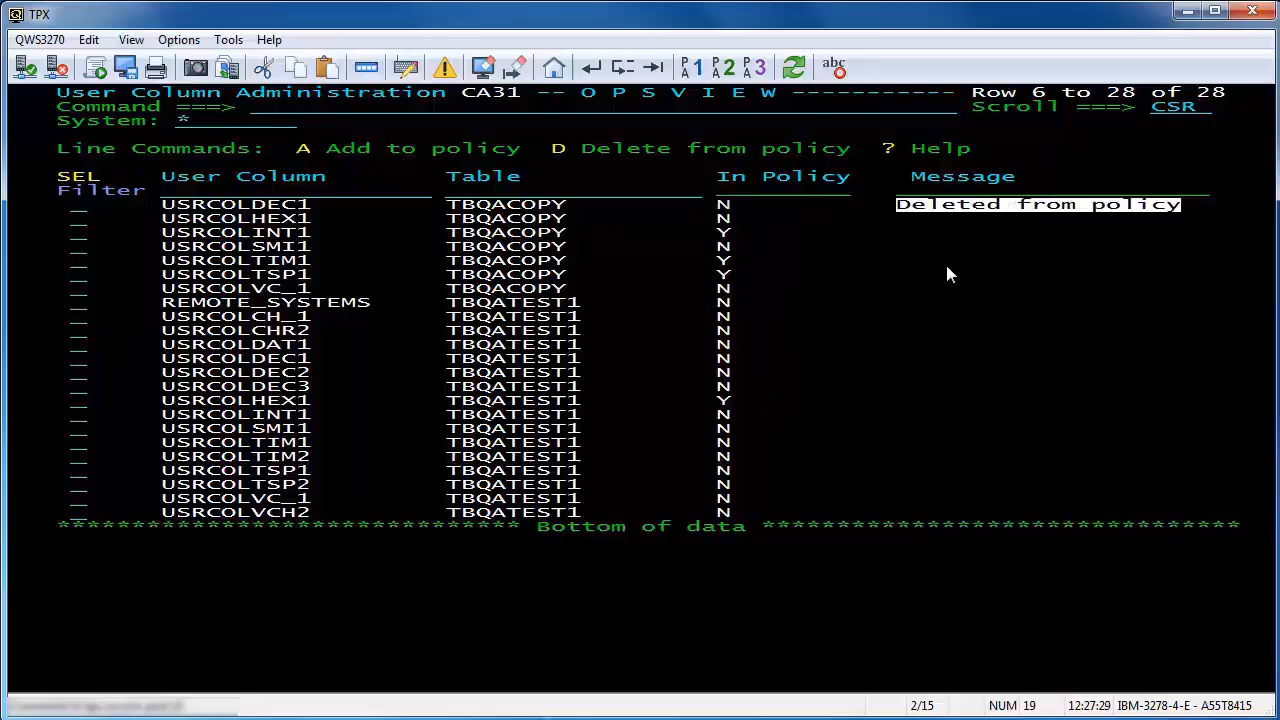 TPX
QWS3270 Edit View Options Tools Help
PA1 PA2 PA3 abc
User Column Administration CA31 -- O P S V I E W ----------- Row 6 to 28 of 28
Command ===> Scroll ===> CSR
System: *
Line Commands: A Add to policy D Delete from policy ? Help
SEL User Column Table In Policy Message
Filter
USRCOLDEC1 TBQACOPY N Deleted from policy
USRCOLHEX1 TBQACOPY N
USRCOLINT1 TBQACOPY Y
USRCOLSMI1 TBQACOPY N
USRCOLTIM1 TBQACOPY Y
USRCOLTSP1 TBQACOPY Y
USRCOLVC_1 TBQACOPY N
REMOTE_SYSTEMS TBQATEST1 N
USRCOLCH_1 TBQATEST1 N
USRCOLCHR2 TBQATEST1 N
USRCOLDAT1 TBQATEST1 N
USRCOLDEC1 TBQATEST1 N
USRCOLDEC2 TBQATEST1 N
USRCOLDEC3 TBQATEST1 N
USRCOLHEX1 TBQATEST1 Y
USRCOLINT1 TBQATEST1 N
USRCOLSMI1 TBQATEST1 N
USRCOLTIM1 TBQATEST1 N
USRCOLTIM2 TBQATEST1 N
USRCOLTSP1 TBQATEST1 N
USRCOLTSP2 TBQATEST1 N
USRCOLVC_1 TBQATEST1 N
USRCOLVCH2 TBQATEST1 N
******************************* Bottom of data ********************************
2/15 NUM 19 12:27:29 IBM-3278-4-E - A55T8415